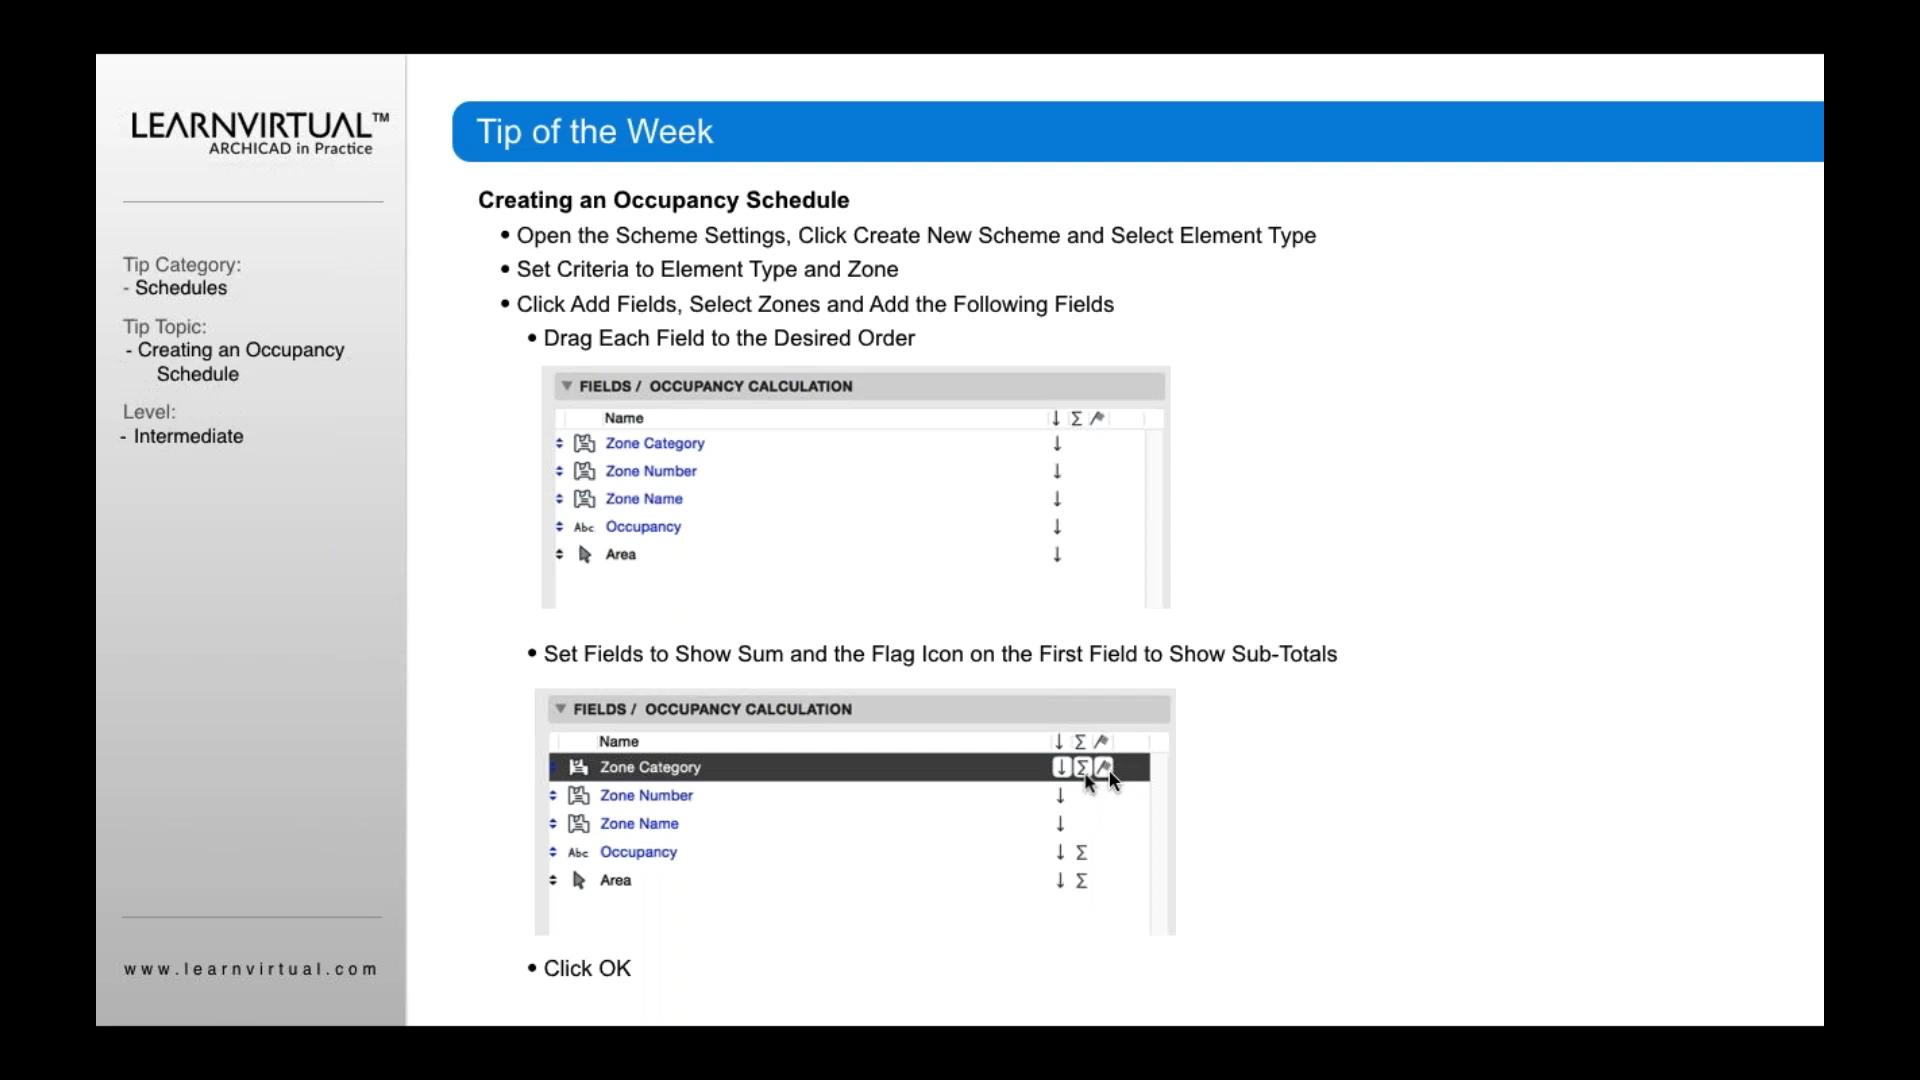 LEARNVIRTUAL™
ARCHICAD in Practice
Tip Category:
- Schedules
Tip Topic:
- Creating an Occupancy
Schedule
Level:
- Intermediate
www.learnvirtual.com
Tip of the Week
Creating an Occupancy Schedule
• Open the Scheme Settings, Click Create New Scheme and Select Element Type
• Set Criteria to Element Type and Zone
• Click Add Fields, Select Zones and Add the Following Fields
• Drag Each Field to the Desired Order
FIELDS / OCCUPANCY CALCULATION
Name ↓ Σ
Zone Category ↓
Zone Number ↓
Zone Name ↓
Abc Occupancy ↓
Area ↓
• Set Fields to Show Sum and the Flag Icon on the First Field to Show Sub-Totals
FIELDS / OCCUPANCY CALCULATION
Name ↓ Σ
Zone Category ↓ Σ
Zone Number ↓
Zone Name ↓
Abc Occupancy ↓ Σ
Area ↓ Σ
• Click OK